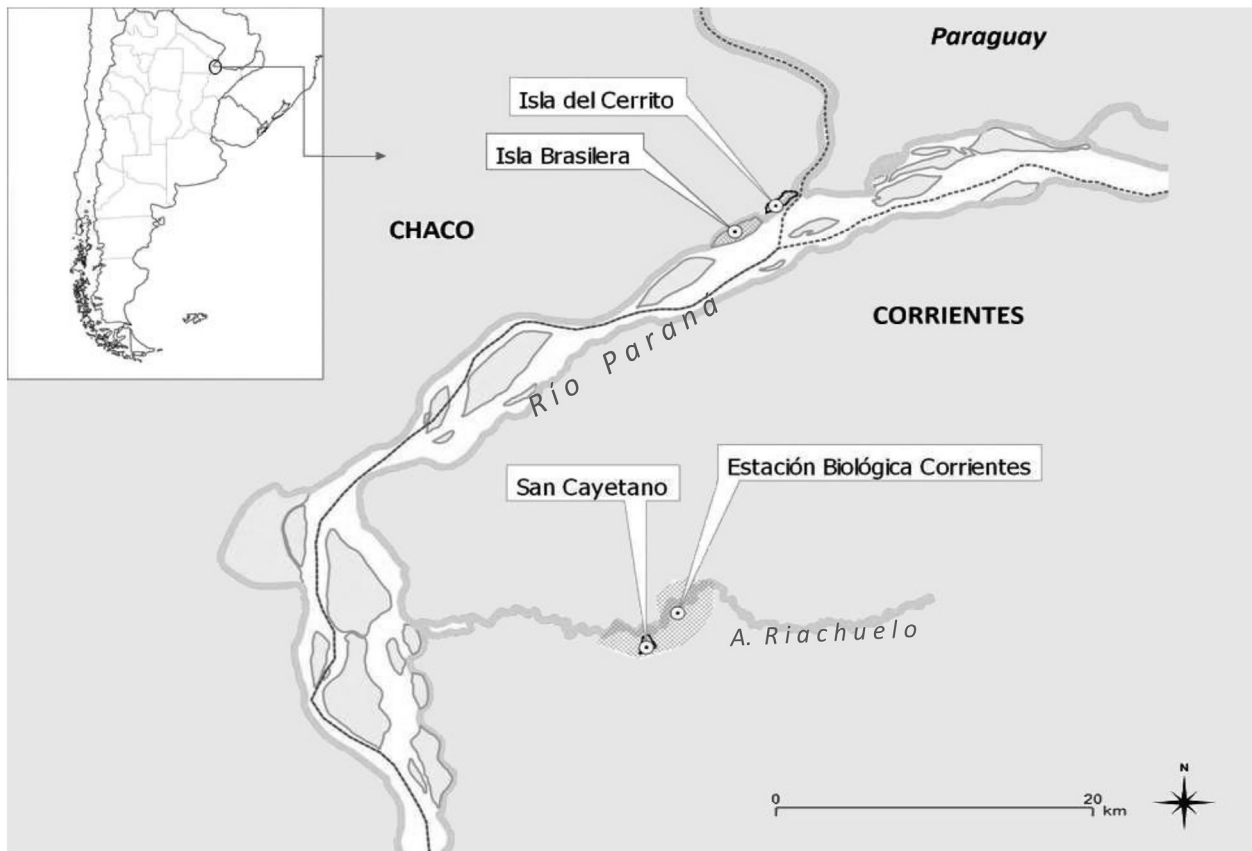 Paraguay
Isla del Cerrito
Isla Brasilera
CHACO
CORRIENTES
Río Paraná
Estación Biológica Corrientes
San Cayetano
A. Riachuelo
N
0 20
km